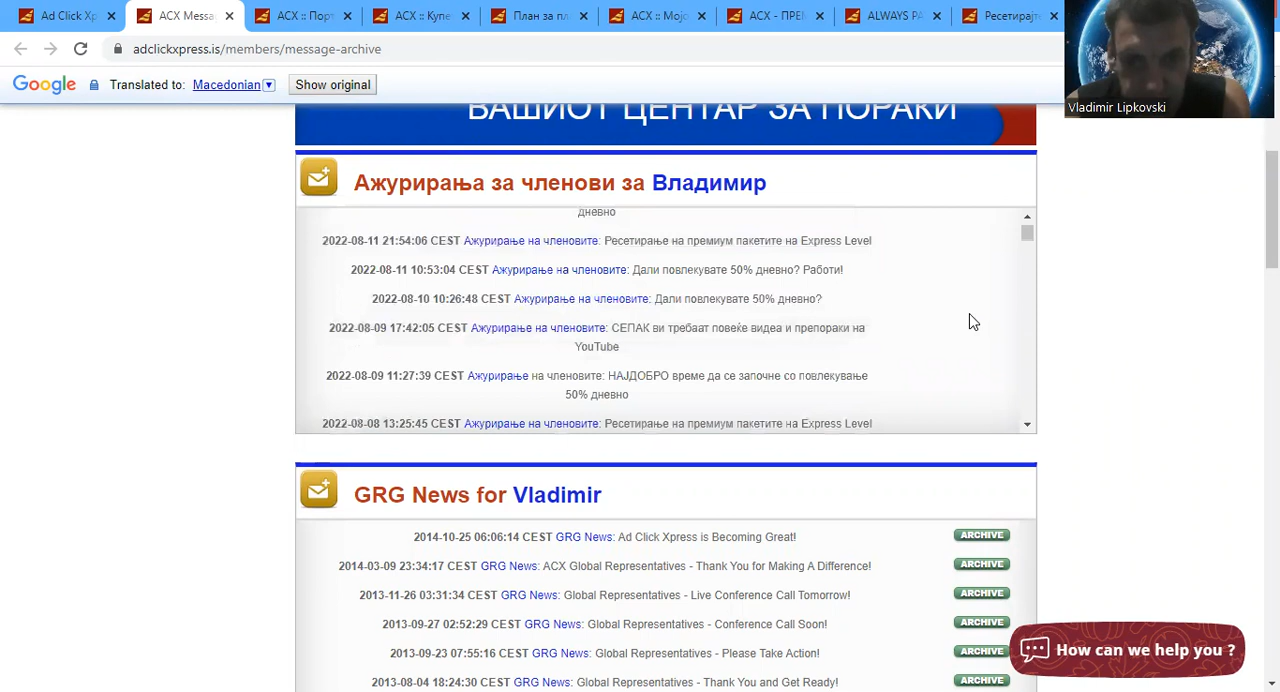 Ad Click Xp
ACX Messa
ACX :: Порт
ACX :: Купе
План за пл
ACX :: Мојо
ACX - ПРЕМ
ALWAYS PA
Ресетирајте
adclickxpress.is/members/message-archive
Google Translated to: Macedonian Show original
Vladimir Lipkovski
ВАШИОТ ЦЕНТАР ЗА ПОРАКИ
Ажурирања за членови за Владимир
дневно
2022-08-11 21:54:06 CEST Ажурирање на членовите: Ресетирање на премиум пакетите на Express Level
2022-08-11 10:53:04 CEST Ажурирање на членовите: Дали повлекувате 50% дневно? Работи!
2022-08-10 10:26:48 CEST Ажурирање на членовите: Дали повлекувате 50% дневно?
2022-08-09 17:42:05 CEST Ажурирање на членовите: СЕПАК ви требаат повеќе видеа и препораки на
YouTube
2022-08-09 11:27:39 CEST Ажурирање на членовите: НАЈДОБРО време да се започне со повлекување
50% дневно
2022-08-08 13:25:45 CEST Ажурирање на членовите: Ресетирање на премиум пакетите на Express Level
GRG News for Vladimir
2014-10-25 06:06:14 CEST GRG News: Ad Click Xpress is Becoming Great! ARCHIVE
2014-03-09 23:34:17 CEST GRG News: ACX Global Representatives - Thank You for Making A Difference! ARCHIVE
2013-11-26 03:31:34 CEST GRG News: Global Representatives - Live Conference Call Tomorrow! ARCHIVE
2013-09-27 02:52:29 CEST GRG News: Global Representatives - Conference Call Soon! ARCHIVE
2013-09-23 07:55:16 CEST GRG News: Global Representatives - Please Take Action! ARCHIVE
2013-08-04 18:24:30 CEST GRG News: Global Representatives - Thank You and Get Ready! ARCHIVE
How can we help you ?